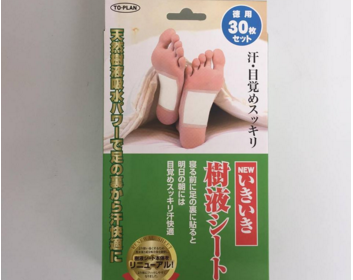 TO-PLAN
徳用
30枚
セット
汗・目覚めスッキリ
天然樹液吸水パワーで足の裏から汗快適に
NEW いきいき
樹液シート
寝る前に足の裏に貼ると
明日の朝には
目覚めスッキリ汗快適
リニューアル!